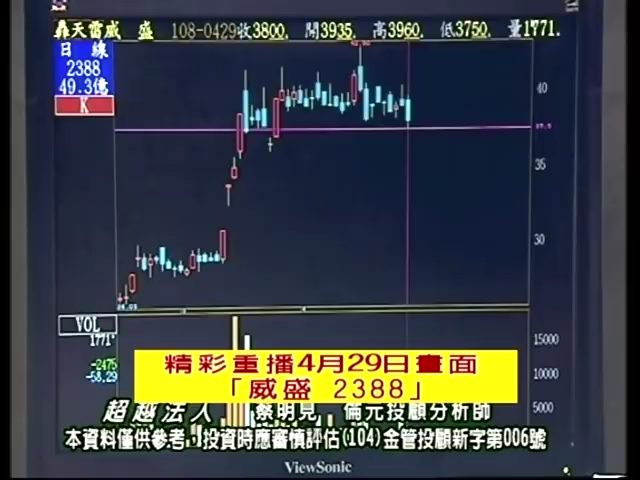 轟天雷威 盛 108-0429收3800. 開3935. 高3960. 低3750. 量1771.
日 線
2388
49.3億
K
40
35
30
VOL
1771
-2475
-58.29
15000
10000
5000
精彩重播4月29日畫面
「威盛 2388」
超越法人 蔡明見 倫元投顧分析師
本資料僅供參考，投資時應審慎評估(104)金管投顧新字第006號
ViewSonic